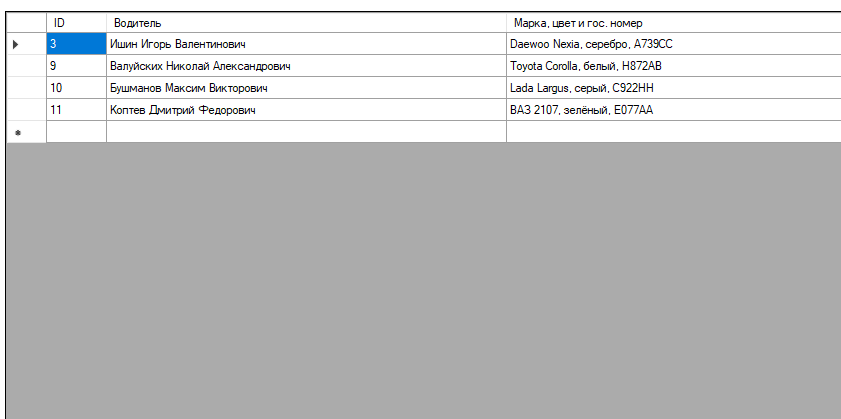 ID Водитель Марка, цвет и гос. номер
3 Ишин Игорь Валентинович Daewoo Nexia, серебро, А739СС
9 Валуйских Николай Александрович Toyota Corolla, белый, Н872АВ
10 Бушманов Максим Викторович Lada Largus, серый, С922НН
11 Коптев Дмитрий Федорович ВАЗ 2107, зелёный, Е077АА